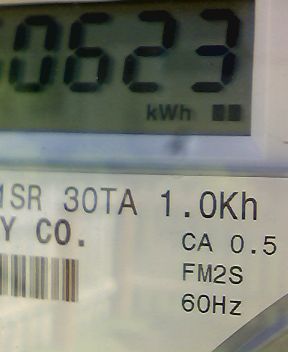 0623
kWh
1SR 30TA 1.0Kh
Y CO.
CA 0.5
FM2S
60Hz